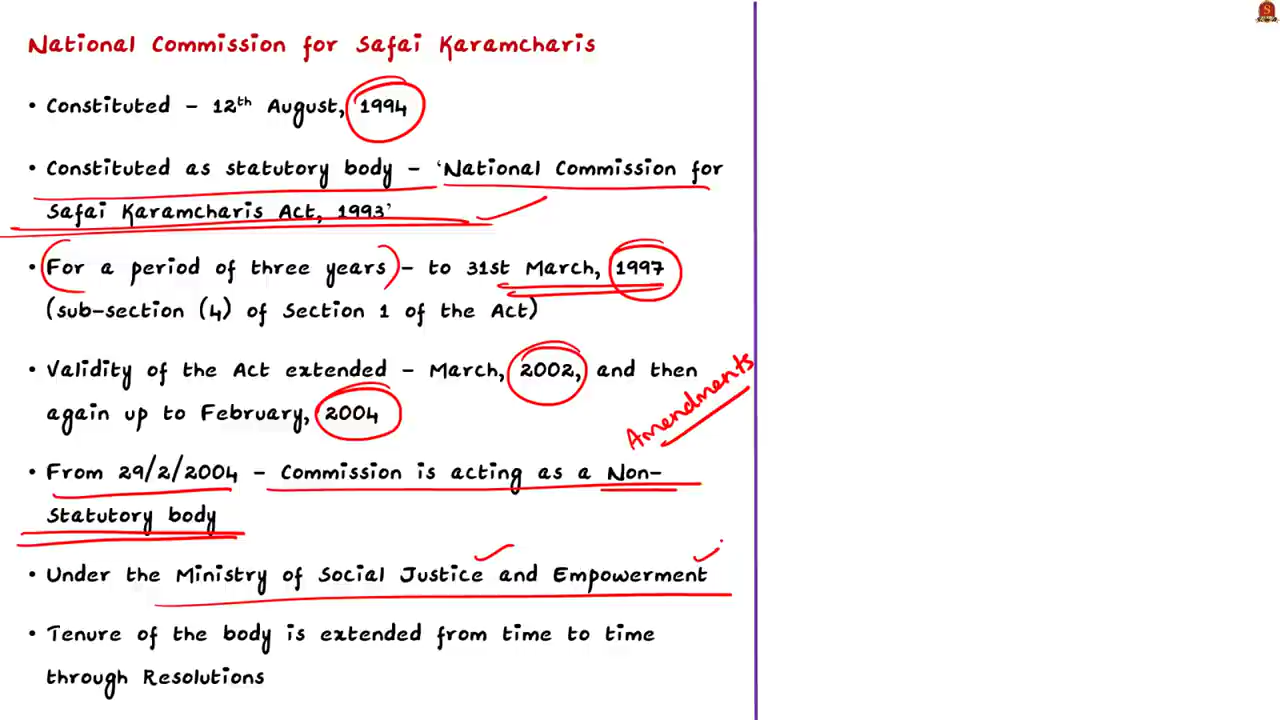 National Commission for Safai Karamcharis
• Constituted – 12th August, 1994
• Constituted as statutory body – 'National Commission for
Safai Karamcharis Act, 1993'
• For a period of three years – to 31st March, 1997
(sub-section (4) of Section 1 of the Act)
• Validity of the Act extended – March, 2002, and then
again up to February, 2004
Amendments
• From 29/2/2004 – Commission is acting as a Non-
Statutory body
• Under the Ministry of Social Justice and Empowerment
• Tenure of the body is extended from time to time
through Resolutions